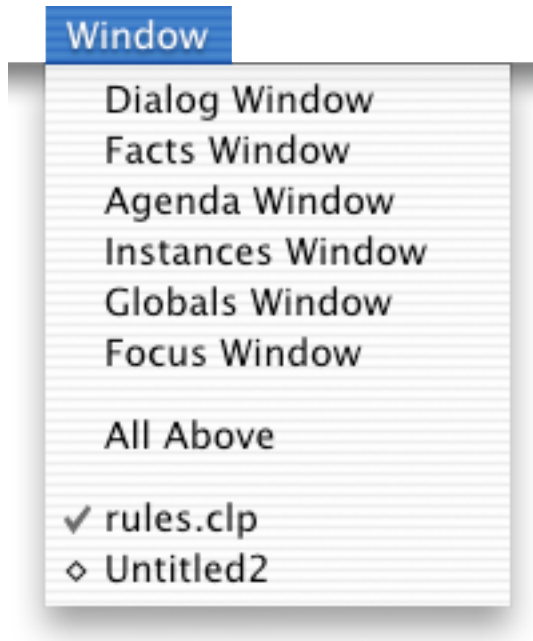 Window
Dialog Window
Facts Window
Agenda Window
Instances Window
Globals Window
Focus Window
All Above
✓ rules.clp
◇ Untitled2